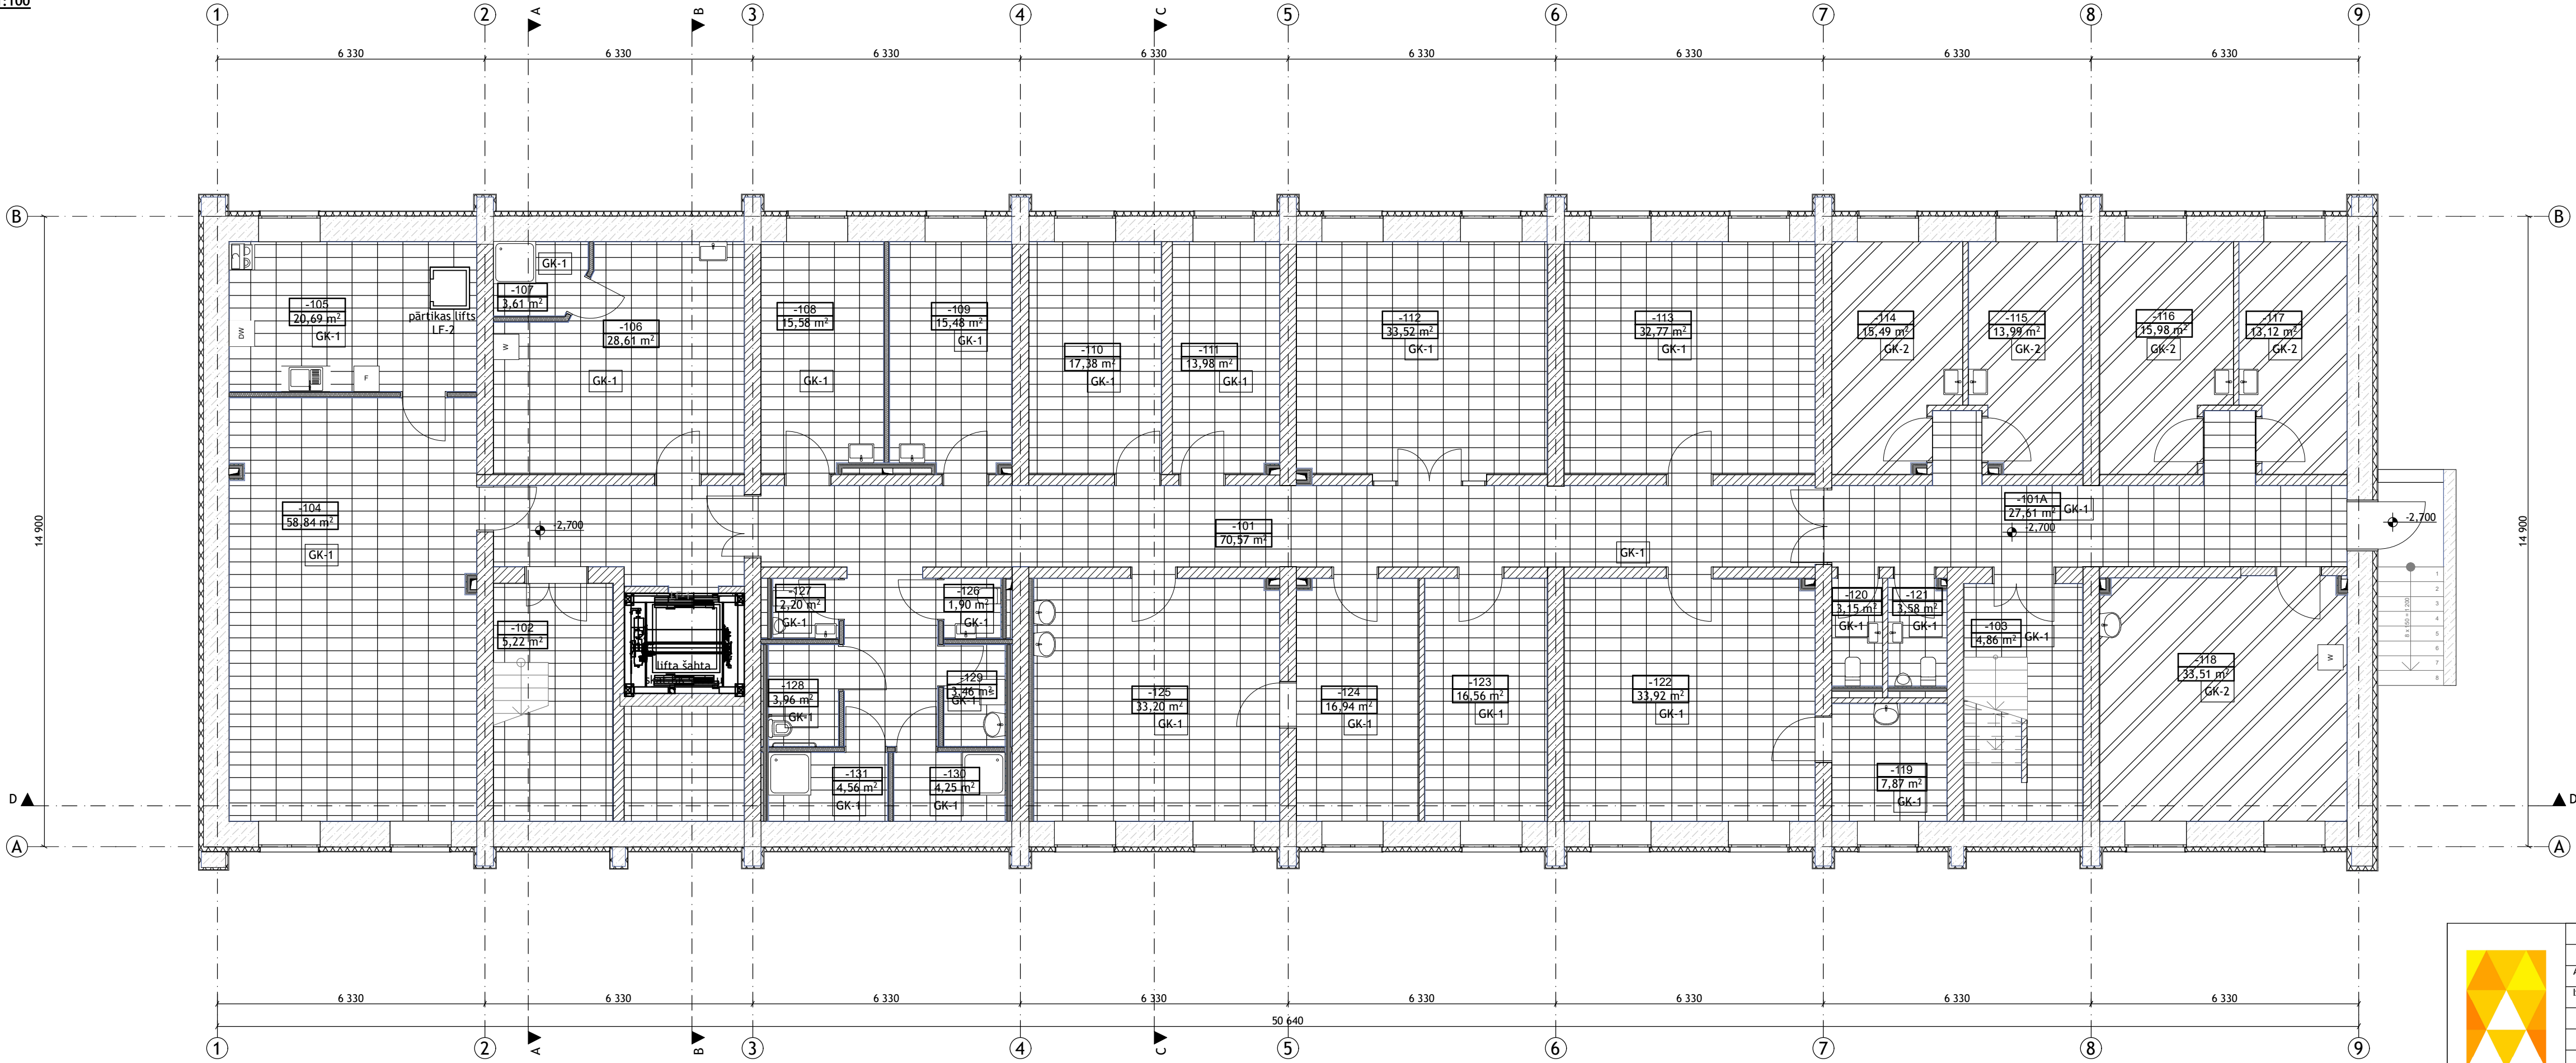 :100
1 2 3 4 5 6 7 8 9
A B C
6 330 6 330 6 330 6 330 6 330 6 330 6 330 6 330
B B
-105
20,69 m²
GK-1
pārtikas lifts
LF-2
DW
F
-107
3,61 m²
GK-1
-106
28,61 m²
GK-1
W
-108
15,58 m²
GK-1
-109
15,48 m²
GK-1
-110
17,38 m²
GK-1
-111
13,98 m²
GK-1
-112
33,52 m²
GK-1
-113
32,77 m²
GK-1
-114
15,49 m²
GK-2
-115
13,99 m²
GK-2
-116
15,98 m²
GK-2
-117
13,12 m²
GK-2
14 900
-104
58,84 m²
GK-1
-2,700
-101
70,57 m²
GK-1
-101A
27,61 m²
GK-1
-2,700
-2,700
14 900
-102
5,22 m²
lifta šahta
-127
2,20 m²
GK-1
-126
1,90 m²
GK-1
-128
3,96 m²
GK-1
-129
3,46 m²
GK-1
-131
4,56 m²
GK-1
-130
4,25 m²
GK-1
-125
33,20 m²
GK-1
-124
16,94 m²
GK-1
-123
16,56 m²
GK-1
-122
33,92 m²
GK-1
-120
3,15 m²
GK-1
-121
3,58 m²
GK-1
-103
4,86 m²
GK-1
-119
7,87 m²
GK-1
-118
33,51 m²
GK-2
W
1
2
3
4
5
6
7
8
D D
A A
6 330 6 330 6 330 6 330 6 330 6 330 6 330 6 330
50 640
A B C
1 2 3 4 5 6 7 8 9